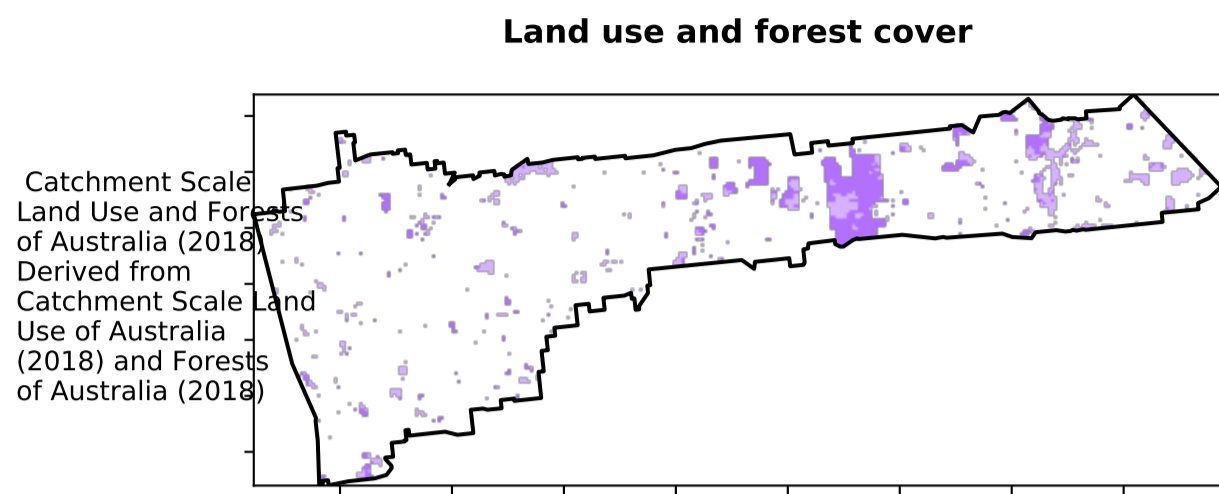 Land use and forest cover
Catchment Scale
Land Use and Forests
of Australia (2018)
Derived from
Catchment Scale Land
Use of Australia
(2018) and Forests
of Australia (2018)